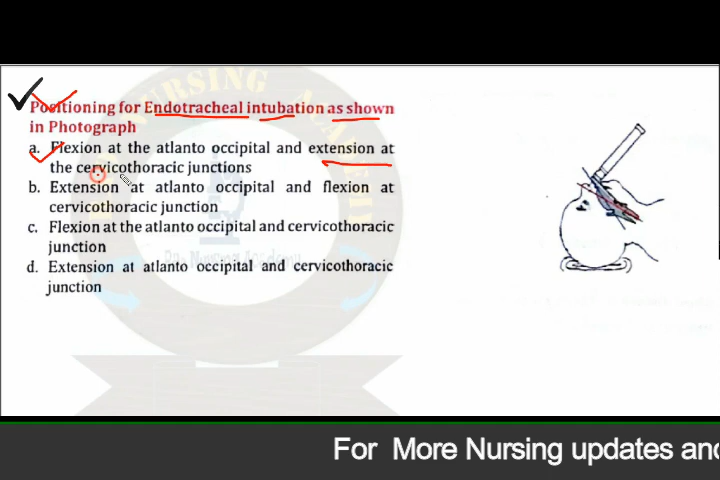 Positioning for Endotracheal intubation as shown
in Photograph
a. Flexion at the atlanto occipital and extension at
the cervicothoracic junctions
b. Extension at atlanto occipital and flexion at
cervicothoracic junction
c. Flexion at the atlanto occipital and cervicothoracic
junction
d. Extension at atlanto occipital and cervicothoracic
junction
NURSING ACADEMY
For More Nursing updates and